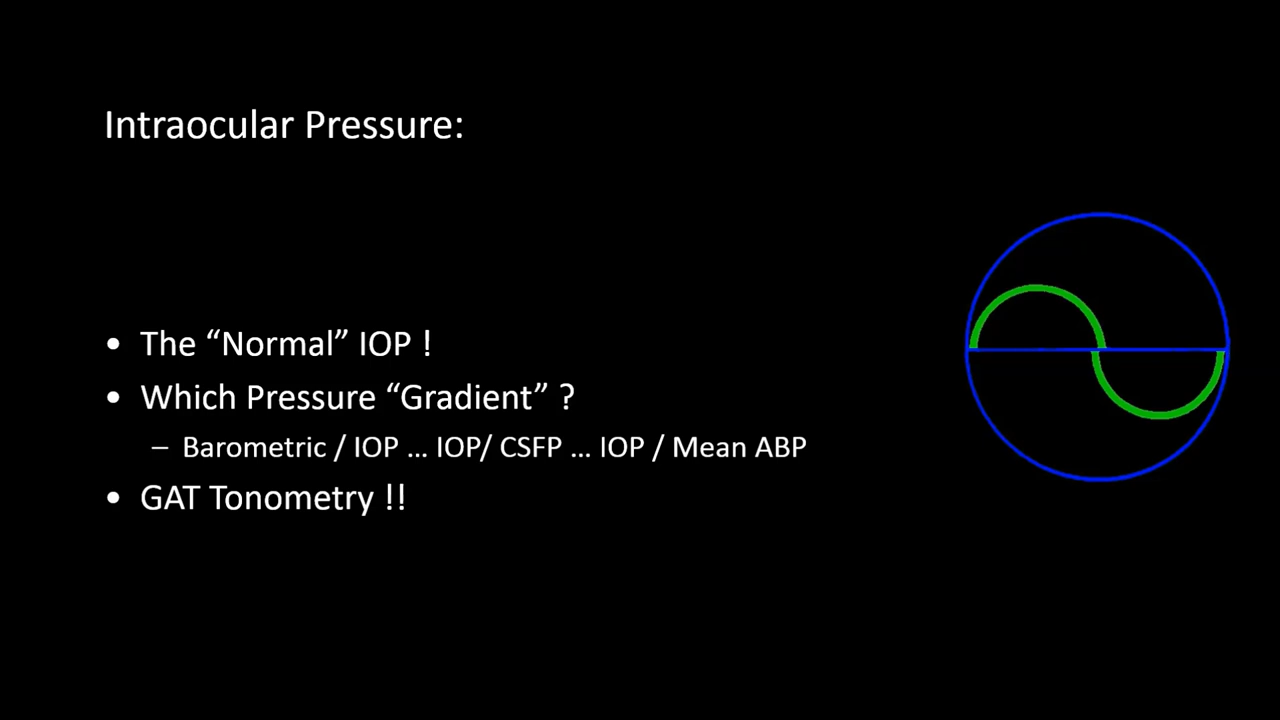 Intraocular Pressure:
• The “Normal” IOP !
• Which Pressure “Gradient” ?
– Barometric / IOP ... IOP/ CSFP ... IOP / Mean ABP
• GAT Tonometry !!